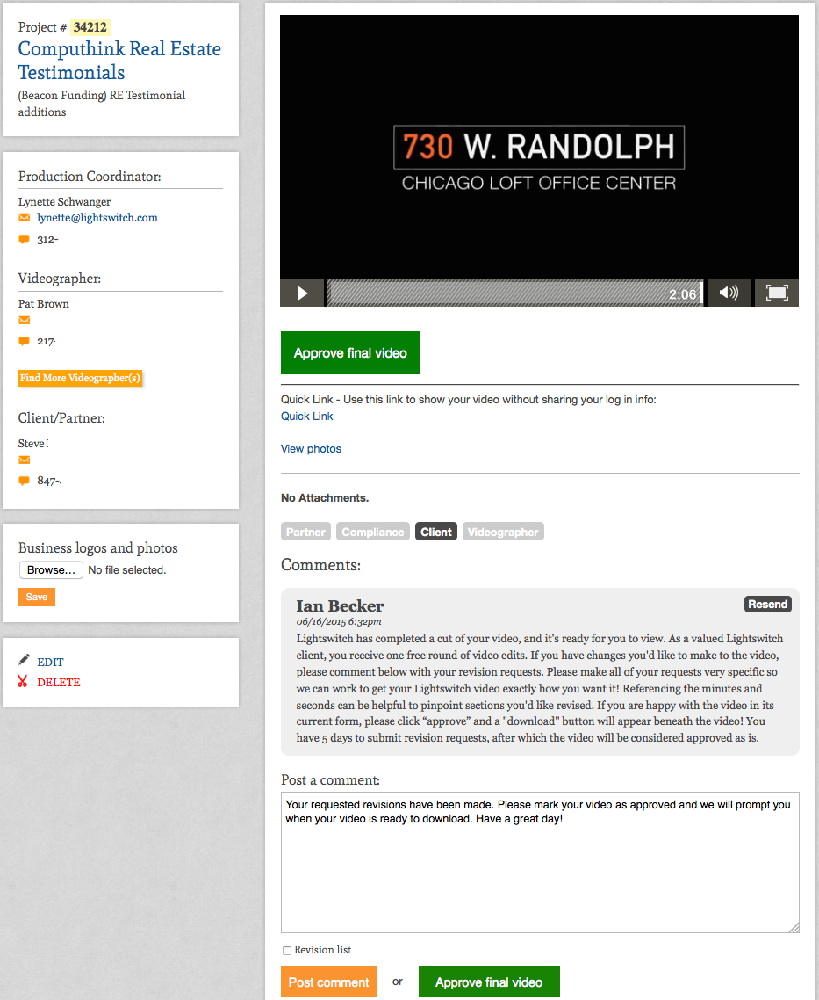 Project # 34212
Computhink Real Estate
Testimonials
(Beacon Funding) RE Testimonial
additions
Production Coordinator:
Lynette Schwanger
lynette@lightswitch.com
312-
Videographer:
Pat Brown
217-
Find More Videographer(s)
Client/Partner:
Steve
847-
Business logos and photos
Browse... No file selected.
Save
EDIT
DELETE
730 W. RANDOLPH
CHICAGO LOFT OFFICE CENTER
2:06
Approve final video
Quick Link - Use this link to show your video without sharing your log in info:
Quick Link
View photos
No Attachments.
Partner Compliance Client Videographer
Comments:
Ian Becker
Resend
06/16/2015 6:32pm
Lightswitch has completed a cut of your video, and it's ready for you to view. As a valued Lightswitch
client, you receive one free round of video edits. If you have changes you'd like to make to the video,
please comment below with your revision requests. Please make all of your requests very specific so
we can work to get your Lightswitch video exactly how you want it! Referencing the minutes and
seconds can be helpful to pinpoint sections you'd like revised. If you are happy with the video in its
current form, please click “approve” and a "download" button will appear beneath the video! You
have 5 days to submit revision requests, after which the video will be considered approved as is.
Post a comment:
Your requested revisions have been made. Please mark your video as approved and we will prompt you
when your video is ready to download. Have a great day!
Revision list
Post comment or Approve final video